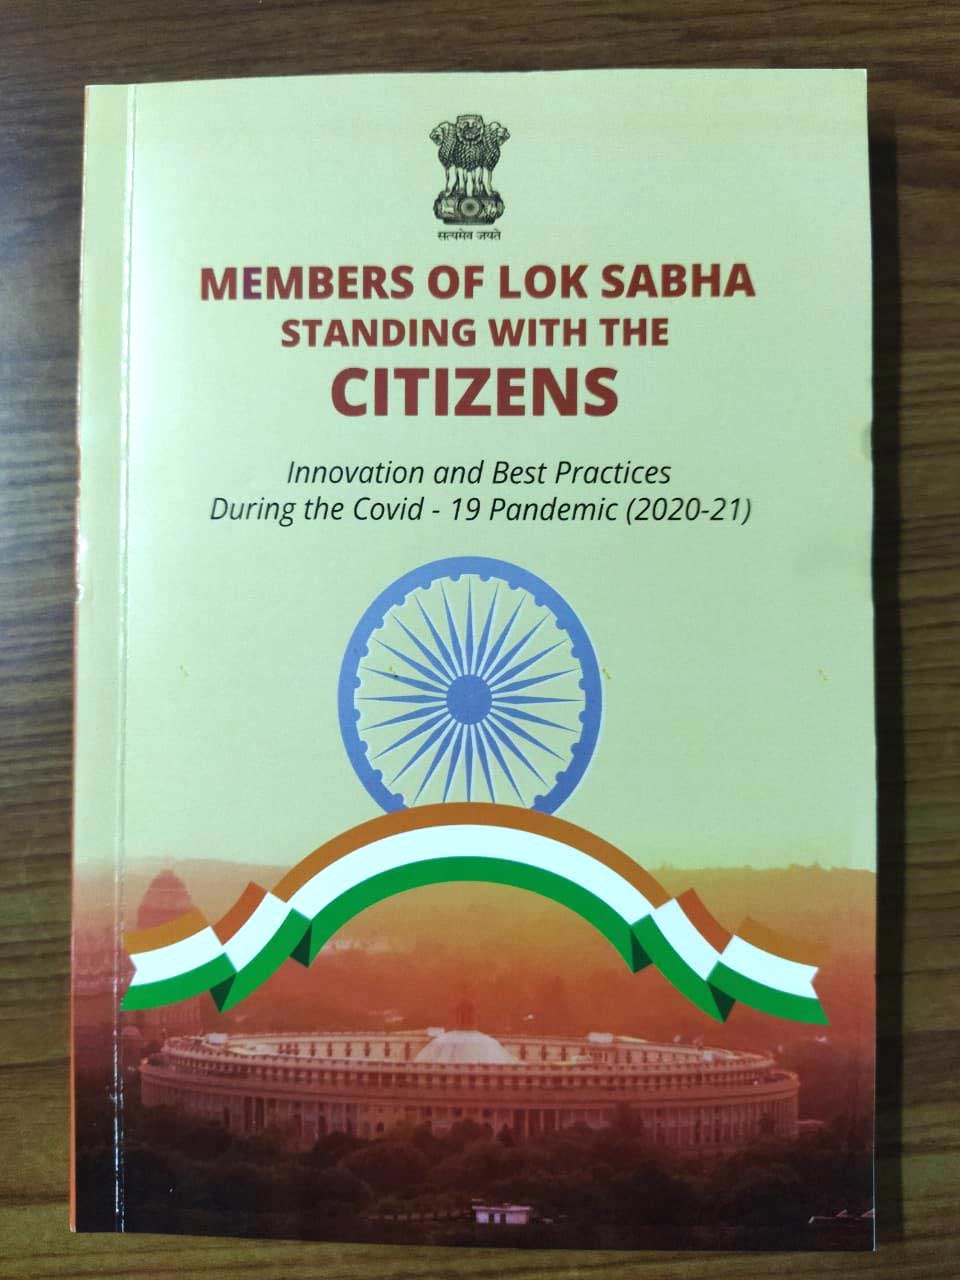 सत्यमेव जयते
MEMBERS OF LOK SABHA
STANDING WITH THE
CITIZENS
Innovation and Best Practices
During the Covid - 19 Pandemic (2020-21)